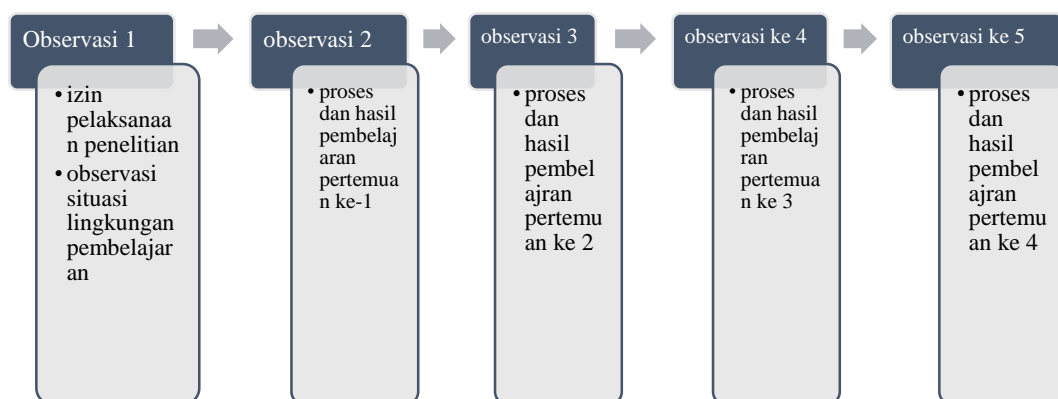 Observasi 1
• izin
pelaksanaa
n penelitian
• observasi
situasi
lingkungan
pembelajar
an
observasi 2
• proses
dan hasil
pembelaj
aran
pertemua
n ke-1
observasi 3
• proses
dan
hasil
pembel
ajran
pertemu
an ke 2
observasi ke 4
• proses
dan hasil
pembelaj
ran
pertemua
n ke 3
observasi ke 5
• proses
dan
hasil
pembel
ajran
pertemu
an ke 4